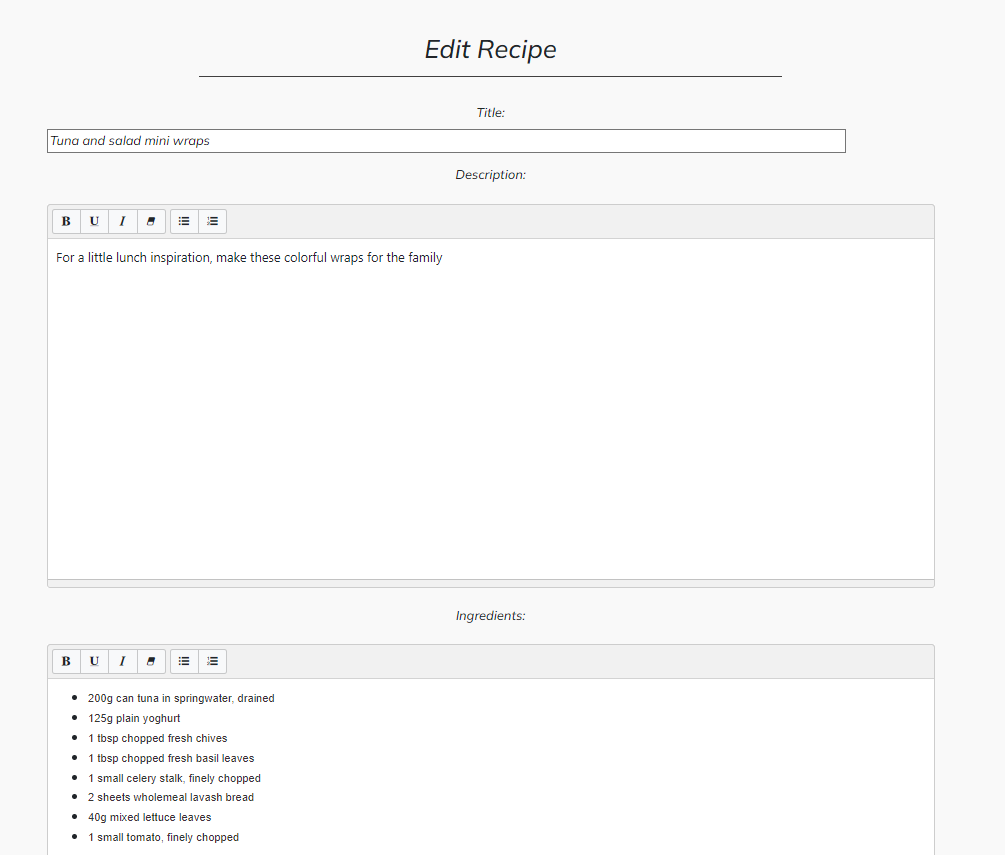 Edit Recipe
Title:
Tuna and salad mini wraps
Description:
B U I
For a little lunch inspiration, make these colorful wraps for the family
Ingredients:
B U I
200g can tuna in springwater, drained
125g plain yoghurt
1 tbsp chopped fresh chives
1 tbsp chopped fresh basil leaves
1 small celery stalk, finely chopped
2 sheets wholemeal lavash bread
40g mixed lettuce leaves
1 small tomato, finely chopped